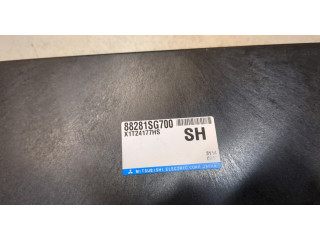 88281SG700
X1T24177HS
SH
MITSUBISHI ELECTRIC CORP. JAPAN